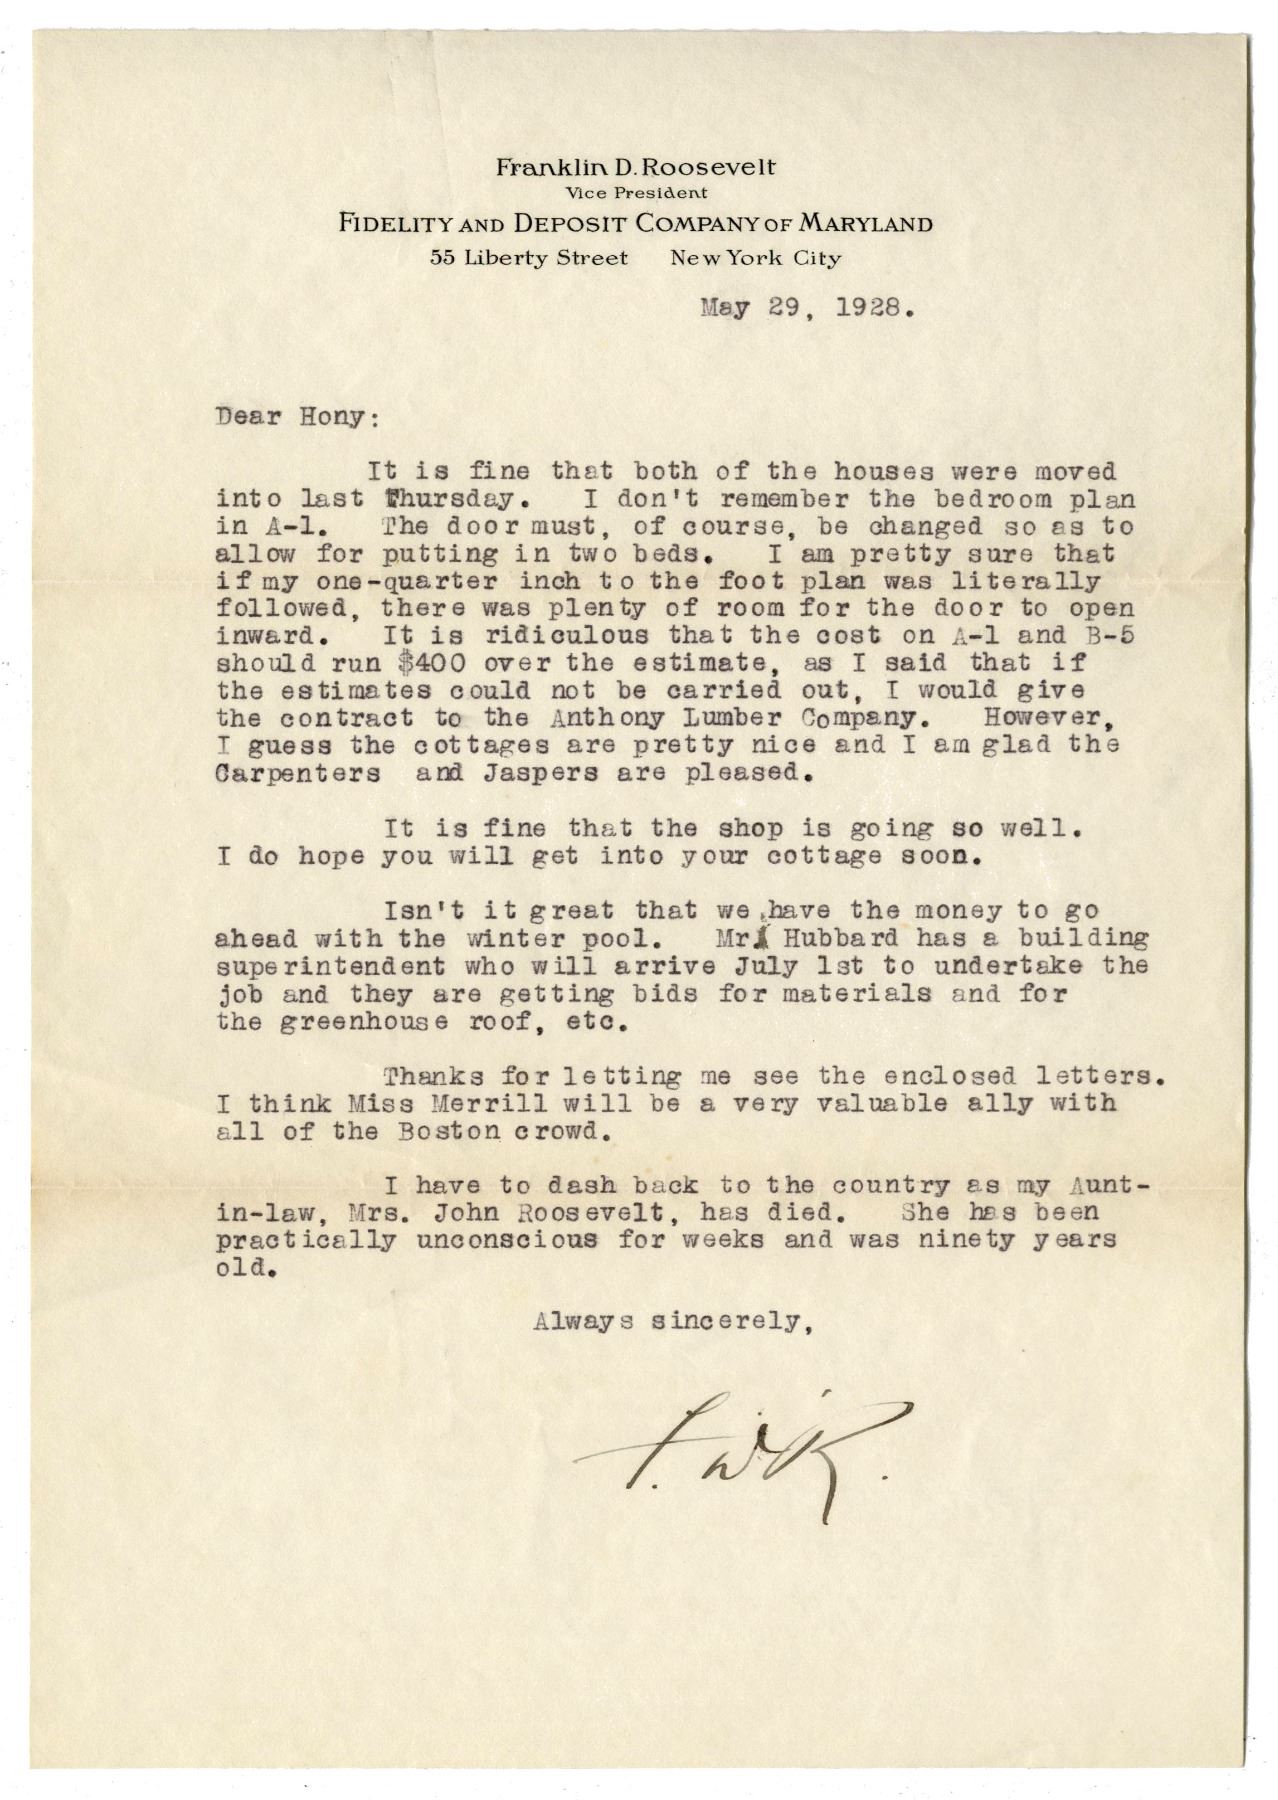 Franklin D. Roosevelt
Vice President
FIDELITY AND DEPOSIT COMPANY OF MARYLAND
55 Liberty Street New York City
May 29, 1928.
Dear Hony:
It is fine that both of the houses were moved
into last Thursday. I don't remember the bedroom plan
in A-1. The door must, of course, be changed so as to
allow for putting in two beds. I am pretty sure that
if my one-quarter inch to the foot plan was literally
followed, there was plenty of room for the door to open
inward. It is ridiculous that the cost on A-1 and B-5
should run $400 over the estimate, as I said that if
the estimates could not be carried out, I would give
the contract to the Anthony Lumber Company. However,
I guess the cottages are pretty nice and I am glad the
Carpenters and Jaspers are pleased.
It is fine that the shop is going so well.
I do hope you will get into your cottage soon.
Isn't it great that we have the money to go
ahead with the winter pool. Mr. Hubbard has a building
superintendent who will arrive July 1st to undertake the
job and they are getting bids for materials and for
the greenhouse roof, etc.
Thanks for letting me see the enclosed letters.
I think Miss Merrill will be a very valuable ally with
all of the Boston crowd.
I have to dash back to the country as my Aunt-
in-law, Mrs. John Roosevelt, has died. She has been
practically unconscious for weeks and was ninety years
old.
Always sincerely,
F.D.R.